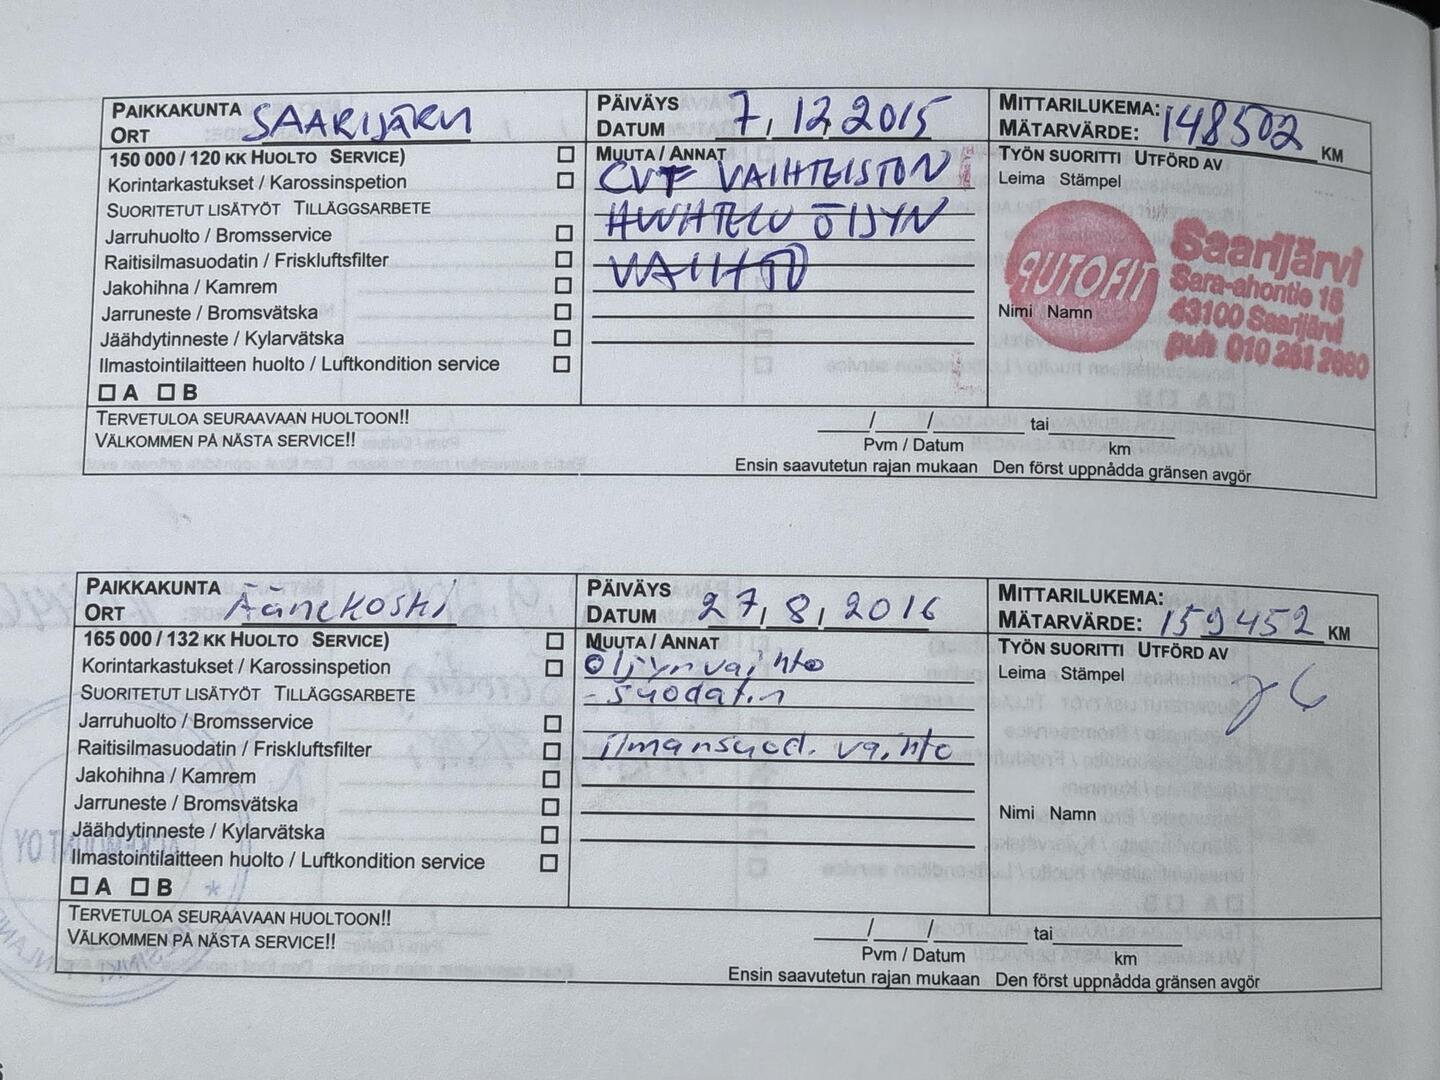 PAIKKAKUNTA SAARIJÄRVI
ORT
PÄIVÄYS 7, 12, 2015
DATUM
MITTARILUKEMA: 148502
MÄTARVÄRDE: KM
150 000 / 120 KK HUOLTO SERVICE)
Korintarkastukset / Karossinspetion
SUORITETUT LISÄTYÖT TILLÄGGSARBETE
Jarruhuolto / Bromsservice
Raitisilmasuodatin / Friskluftsfilter
Jakohihna / Kamrem
Jarruneste / Bromsvätska
Jäähdytinneste / Kylarvätska
Ilmastointilaitteen huolto / Luftkondition service
A B
MUUTA / ANNAT
CVT VAIHTEISTON
HUUHTELU ÖLJYN
VAIHTO
TYÖN SUORITTI UTFÖRD AV
Leima Stämpel
AUTOFIT
Saarijärvi
Sara-ahontie 18
43100 Saarijärvi
puh 010 281 2660
Nimi Namn
TERVETULOA SEURAAVAAN HUOLTOON!!
VÄLKOMMEN PÅ NÄSTA SERVICE!!
/ / tai
Pvm / Datum km
Ensin saavutetun rajan mukaan Den först uppnådda gränsen avgör
PAIKKAKUNTA Äänekoski
ORT
PÄIVÄYS
DATUM 27, 8, 2016
MITTARILUKEMA:
MÄTARVÄRDE: 159452 KM
165 000 / 132 KK HUOLTO SERVICE)
Korintarkastukset / Karossinspetion
SUORITETUT LISÄTYÖT TILLÄGGSARBETE
Jarruhuolto / Bromsservice
Raitisilmasuodatin / Friskluftsfilter
Jakohihna / Kamrem
Jarruneste / Bromsvätska
Jäähdytinneste / Kylarvätska
Ilmastointilaitteen huolto / Luftkondition service
A B
MUUTA / ANNAT
Öljynvaihto
- suodatin
ilmansuod. vaihto
TYÖN SUORITTI UTFÖRD AV
Leima Stämpel
Nimi Namn
TERVETULOA SEURAAVAAN HUOLTOON!!
VÄLKOMMEN PÅ NÄSTA SERVICE!!
/ / tai
Pvm / Datum km
Ensin saavutetun rajan mukaan Den först uppnådda gränsen avgör